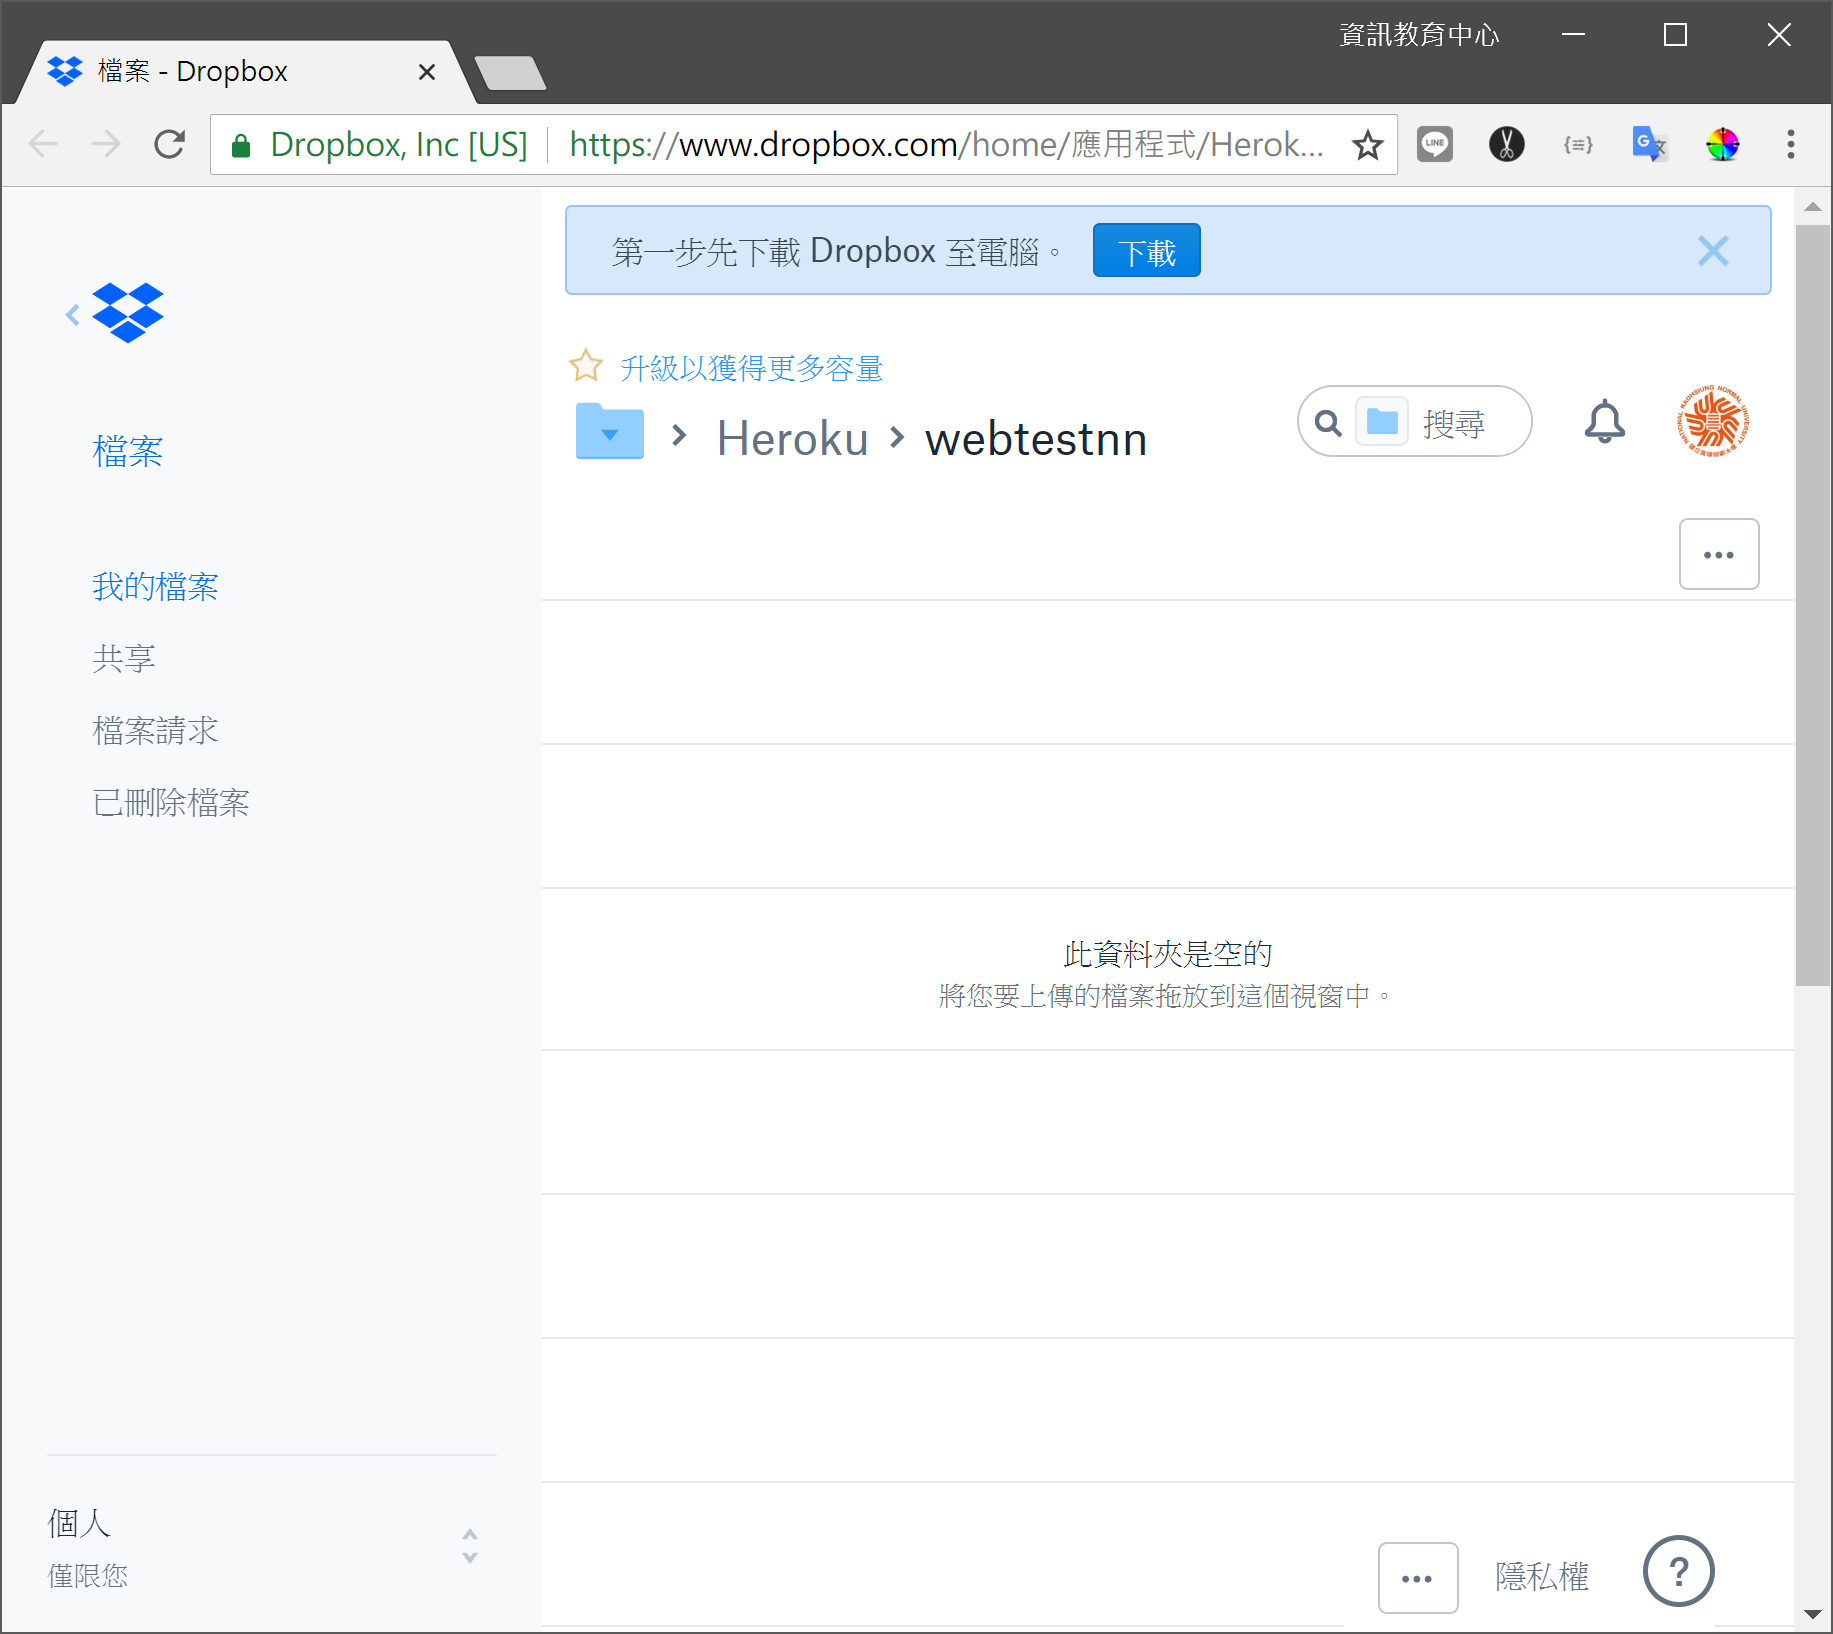 資訊教育中心
檔案 - Dropbox
Dropbox, Inc [US] https://www.dropbox.com/home/應用程式/Herok...
LINE
第一步先下載 Dropbox 至電腦。 下載
升級以獲得更多容量
Heroku › webtestnn
搜尋
NATIONAL KAOHSIUNG NORMAL UNIVERSITY
檔案
我的檔案
共享
檔案請求
已刪除檔案
此資料夾是空的
將您要上傳的檔案拖放到這個視窗中。
個人
僅限您
隱私權
?